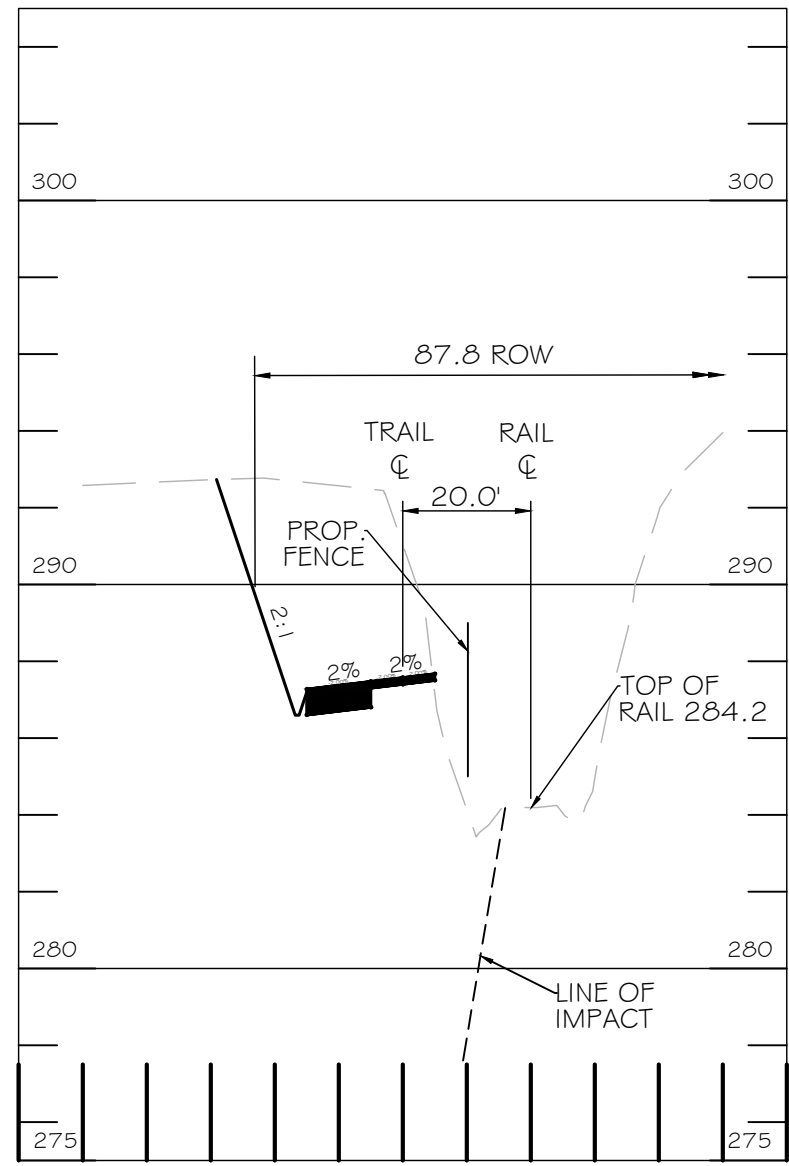 300 300
87.8 ROW
TRAIL RAIL
℄ ℄
20.0'
PROP.
FENCE
290 290
2:1
2% 2%
TOP OF
RAIL 284.2
280 280
LINE OF
IMPACT
275 275